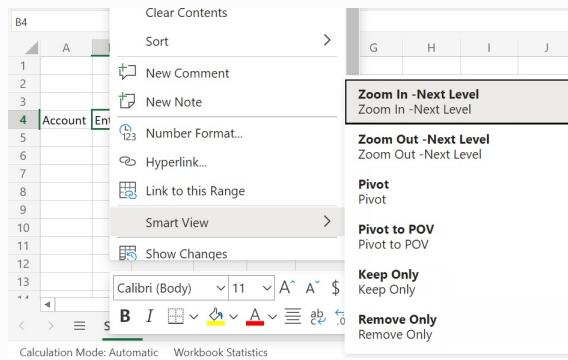 B4
Clear Contents
Sort
A
G H I J
1
New Comment
2
New Note
3
4 Account
Number Format...
5
6
Hyperlink...
7
8
Link to this Range
9
10
Smart View
11
12
Show Changes
13
Calibri (Body) 11 A A $
B I A ab
Calculation Mode: Automatic Workbook Statistics
Zoom In -Next Level
Zoom In -Next Level
Zoom Out -Next Level
Zoom Out -Next Level
Pivot
Pivot
Pivot to POV
Pivot to POV
Keep Only
Keep Only
Remove Only
Remove Only